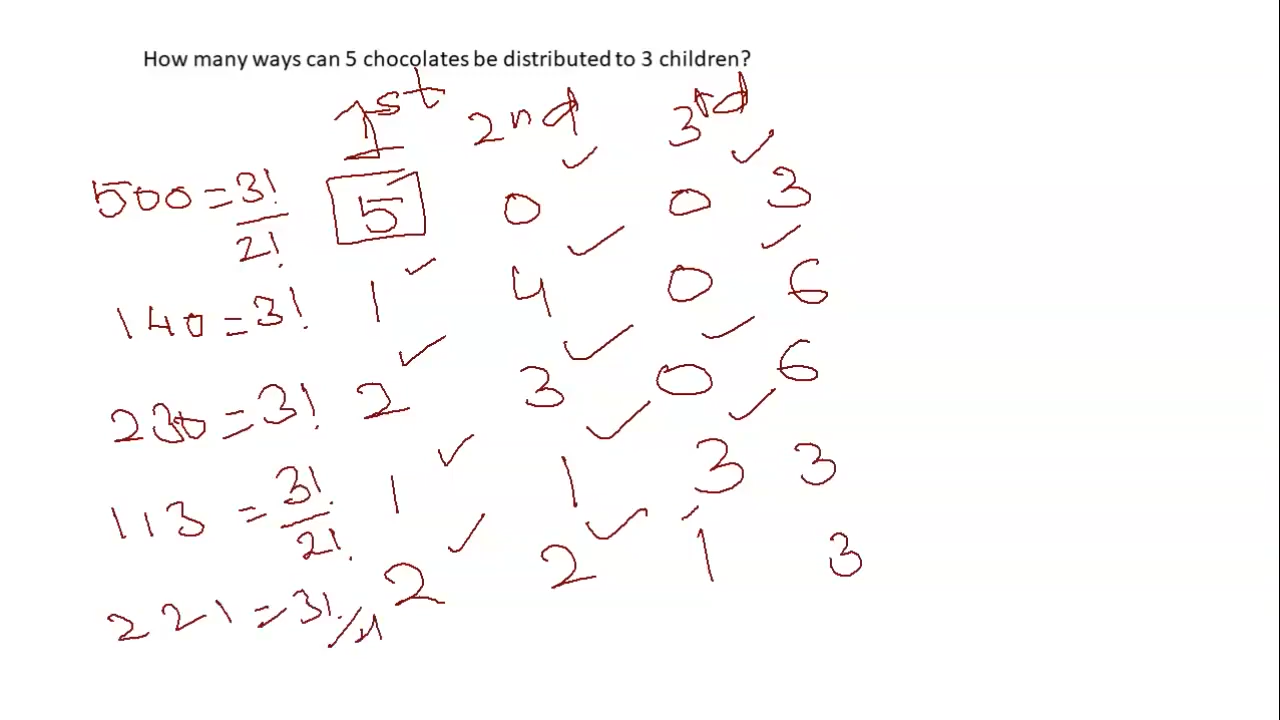 How many ways can 5 chocolates be distributed to 3 children?
1st 2nd 3rd
500 = 3!/2! 5 0 0 3
140 = 3! 1 4 0 6
230 = 3! 2 3 0 6
113 = 3!/2! 1 1 3 3
221 = 3!/2! 2 2 1 3